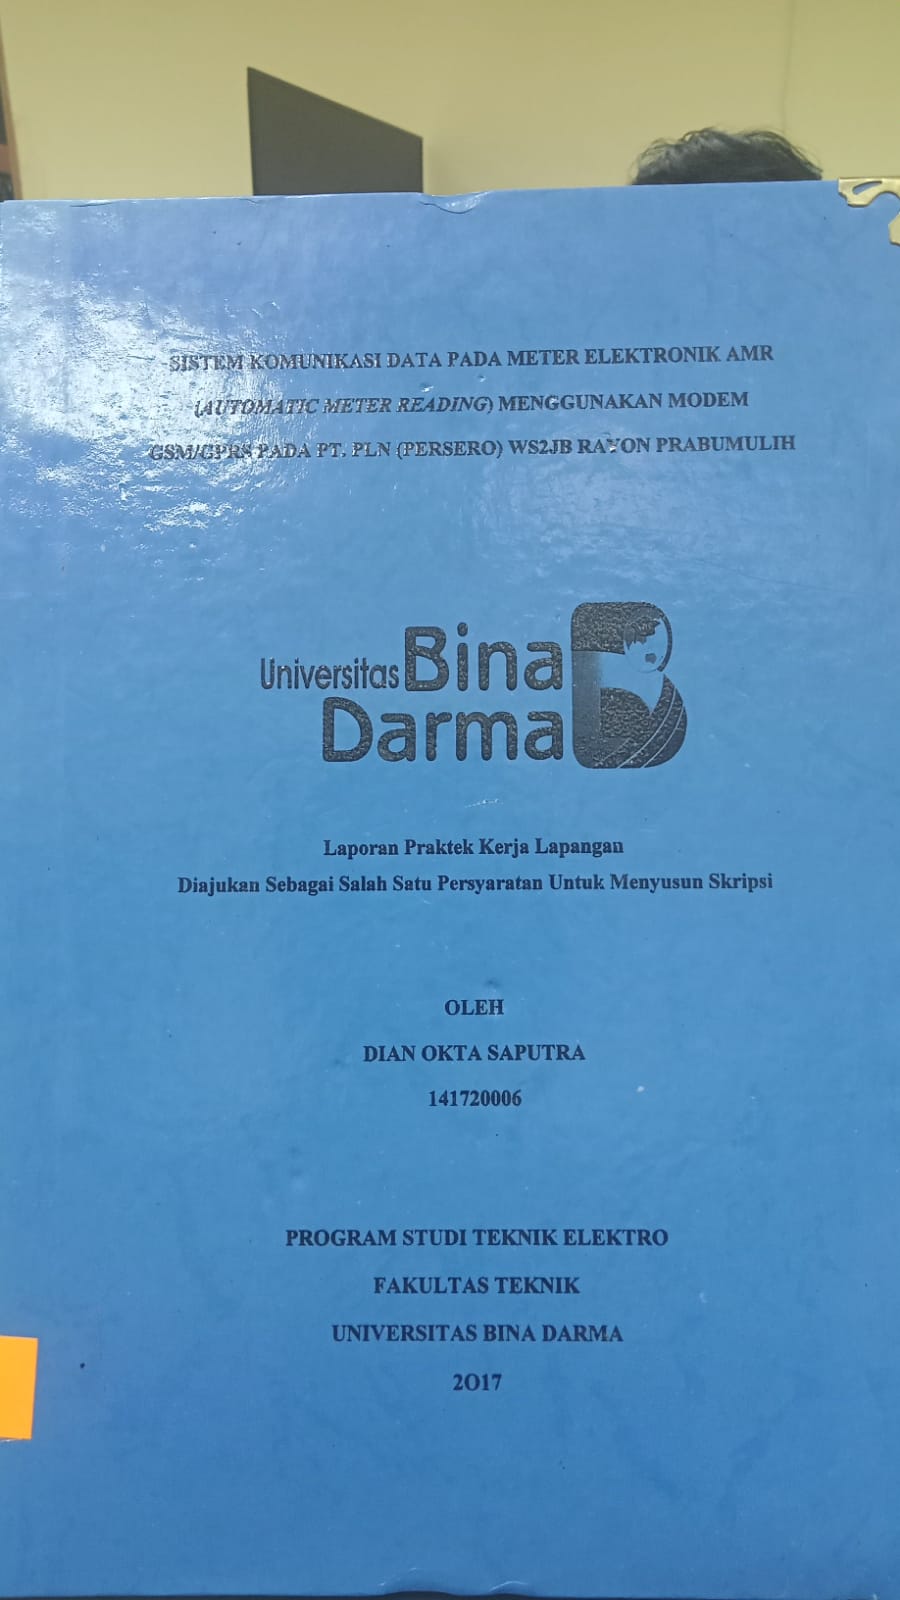 SISTEM KOMUNIKASI DATA PADA METER ELEKTRONIK AMR
(AUTOMATIC METER READING) MENGGUNAKAN MODEM
GSM/GPRS PADA PT. PLN (PERSERO) WS2JB RAYON PRABUMULIH
Universitas Bina
Darma
Laporan Praktek Kerja Lapangan
Diajukan Sebagai Salah Satu Persyaratan Untuk Menyusun Skripsi
OLEH
DIAN OKTA SAPUTRA
141720006
PROGRAM STUDI TEKNIK ELEKTRO
FAKULTAS TEKNIK
UNIVERSITAS BINA DARMA
2O17